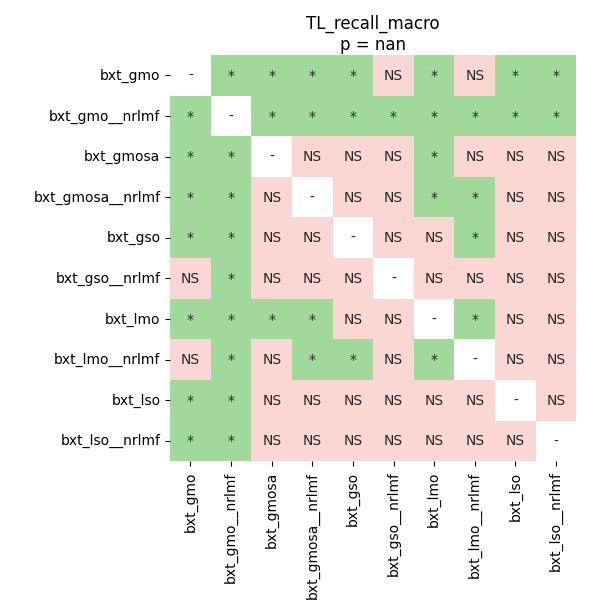 TL_recall_macro
p = nan
bxt_gmo - * * * * NS * NS * *
bxt_gmo__nrlmf * - * * * * * * * *
bxt_gmosa * * - NS NS NS * NS NS NS
bxt_gmosa__nrlmf * * NS - NS NS * * NS NS
bxt_gso * * NS NS - NS NS * NS NS
bxt_gso__nrlmf NS * NS NS NS - NS NS NS NS
bxt_lmo * * * * NS NS - * NS NS
bxt_lmo__nrlmf NS * NS * * NS * - NS NS
bxt_lso * * NS NS NS NS NS NS - NS
bxt_lso__nrlmf * * NS NS NS NS NS NS NS -
bxt_gmo
bxt_gmo__nrlmf
bxt_gmosa
bxt_gmosa__nrlmf
bxt_gso
bxt_gso__nrlmf
bxt_lmo
bxt_lmo__nrlmf
bxt_lso
bxt_lso__nrlmf